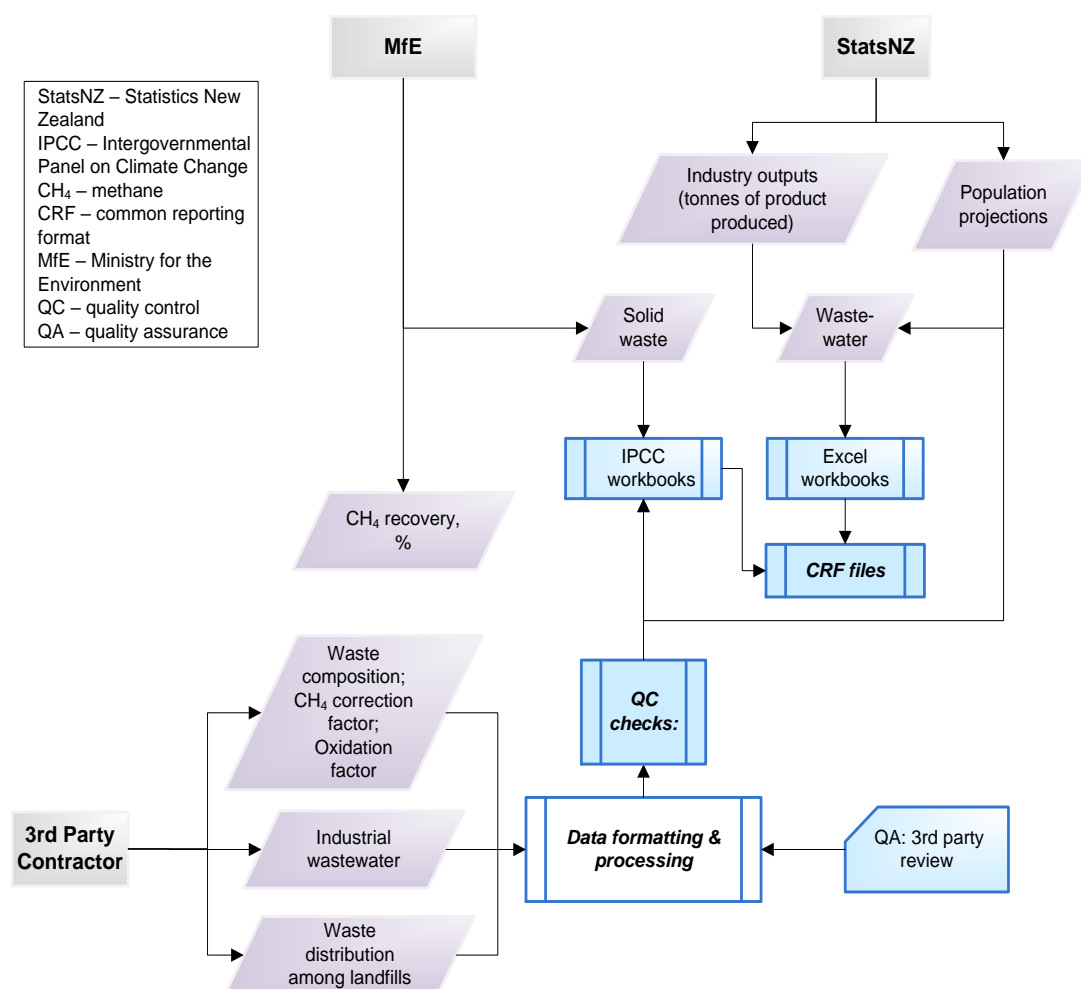 MfE
StatsNZ
StatsNZ – Statistics New
Zealand
IPCC – Intergovernmental
Panel on Climate Change
CH₄ – methane
CRF – common reporting
format
MfE – Ministry for the
Environment
QC – quality control
QA – quality assurance
Industry outputs
(tonnes of product
produced)
Population
projections
Solid
waste
Waste-
water
IPCC
workbooks
Excel
workbooks
CH₄ recovery,
%
CRF files
Waste
composition;
CH₄ correction
factor;
Oxidation
factor
QC
checks:
3rd Party
Contractor
Industrial
wastewater
Data formatting &
processing
QA: 3rd party
review
Waste
distribution
among landfills